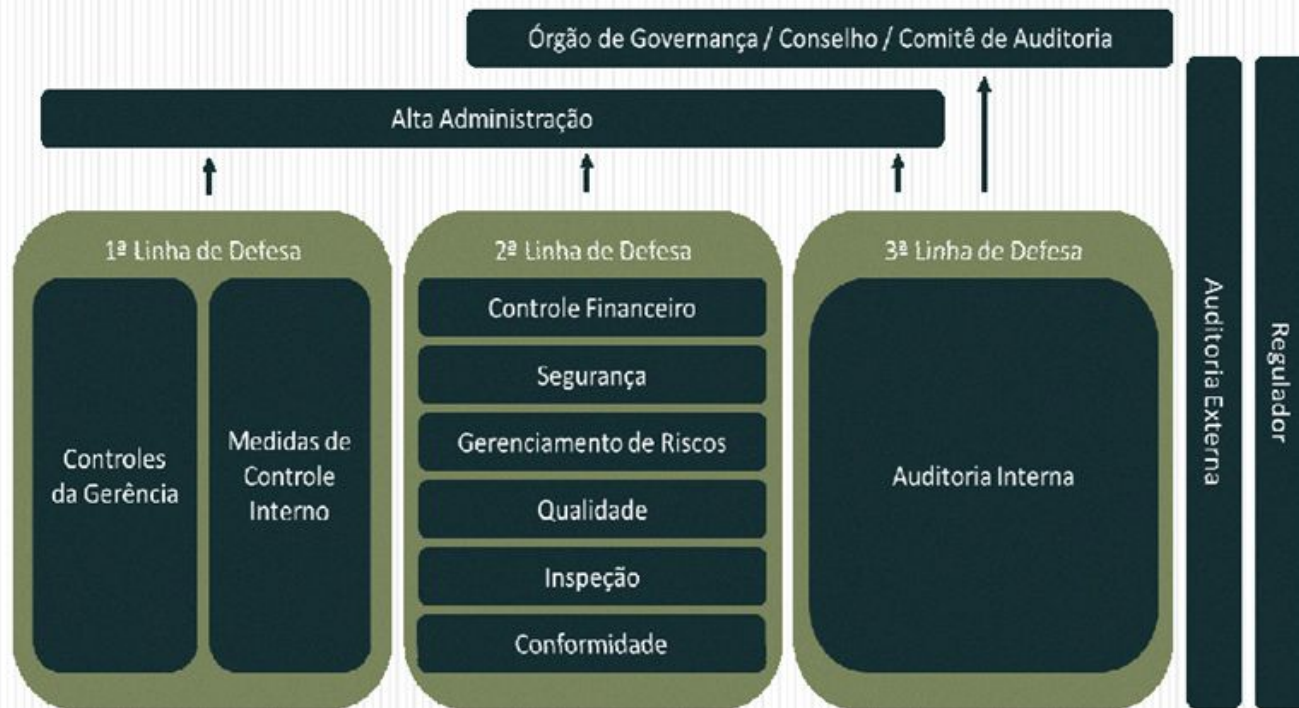 Órgão de Governança / Conselho / Comitê de Auditoria
Alta Administração
1ª Linha de Defesa
Controles
da Gerência
Medidas de
Controle
Interno
2ª Linha de Defesa
Controle Financeiro
Segurança
Gerenciamento de Riscos
Qualidade
Inspeção
Conformidade
3ª Linha de Defesa
Auditoria Interna
Auditoria Externa
Regulador